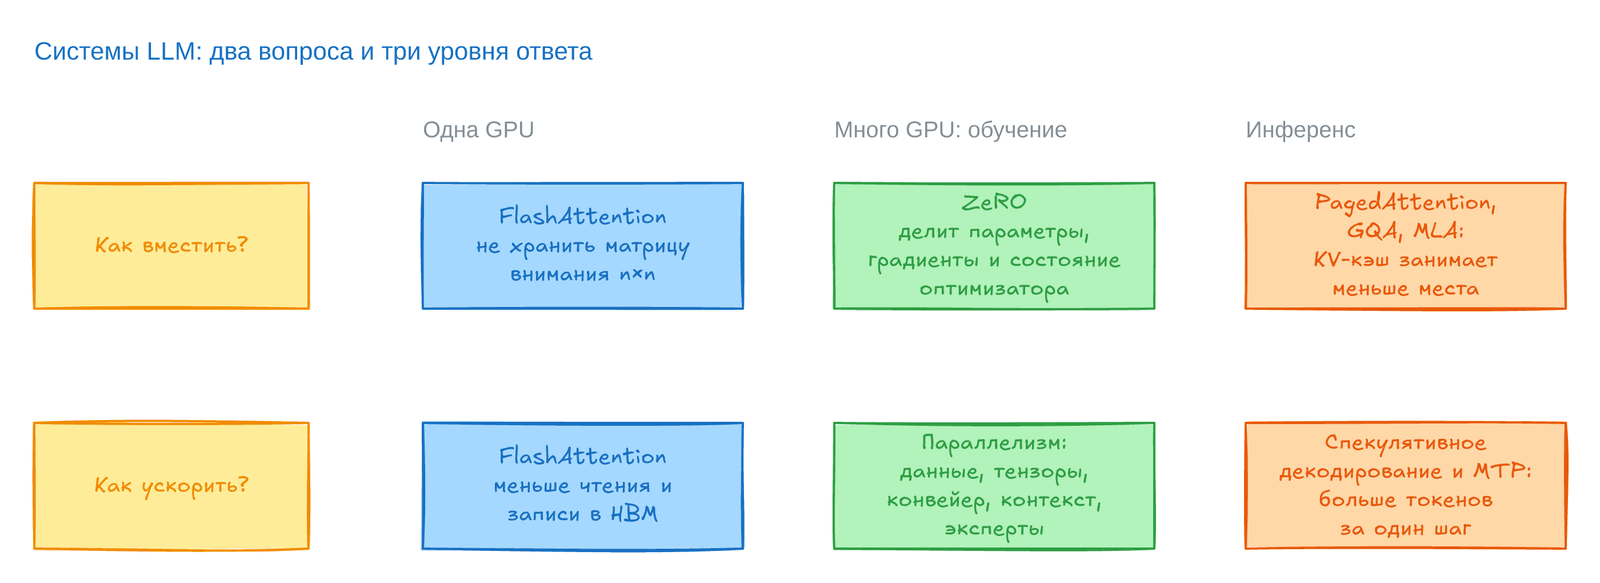 Системы LLM: два вопроса и три уровня ответа
Одна GPU
Много GPU: обучение
Инференс
Как вместить?
FlashAttention
не хранить матрицу
внимания n×n
ZeRO
делит параметры,
градиенты и состояние
оптимизатора
PagedAttention,
GQA, MLA:
KV-кэш занимает
меньше места
Как ускорить?
FlashAttention
меньше чтения и
записи в HBM
Параллелизм:
данные, тензоры,
конвейер, контекст,
эксперты
Спекулятивное
декодирование и MTP:
больше токенов
за один шаг